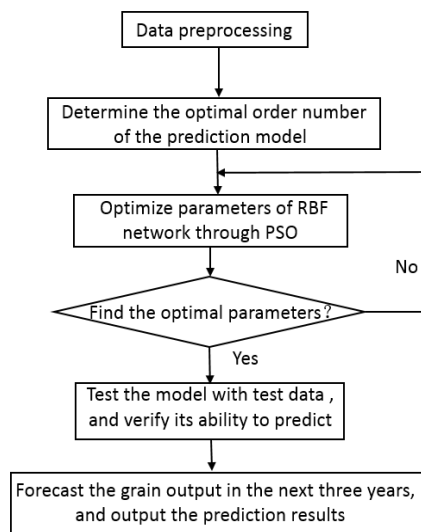 Data preprocessing
Determine the optimal order number
of the prediction model
Optimize parameters of RBF
network through PSO
No
Find the optimal parameters？
Yes
Test the model with test data ,
and verify its ability to predict
Forecast the grain output in the next three years,
and output the prediction results